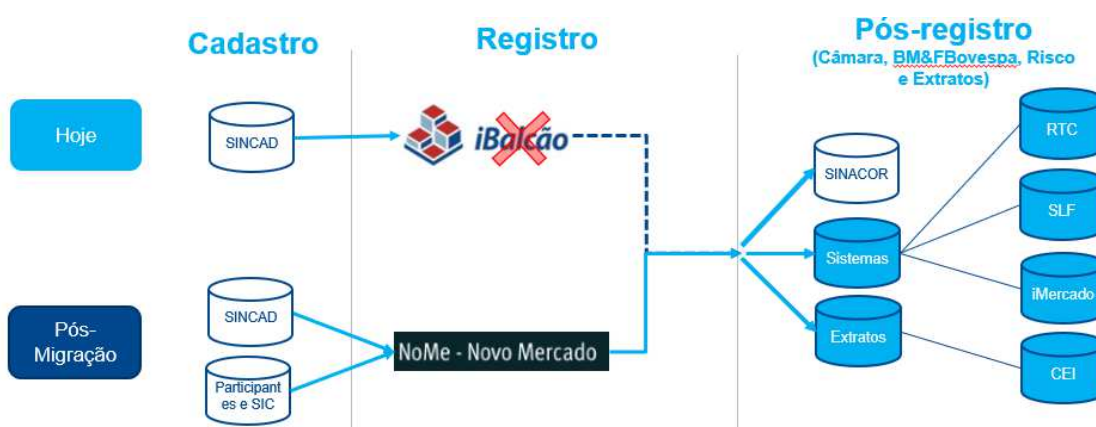 Cadastro
Registro
Pós-registro
(Câmara, BM&FBovespa, Risco
e Extratos)
Hoje
SINCAD
iBalcão
SINACOR
Sistemas
Extratos
RTC
SLF
iMercado
CEI
Pós-
Migração
SINCAD
Participant
es e SIC
NoMe - Novo Mercado